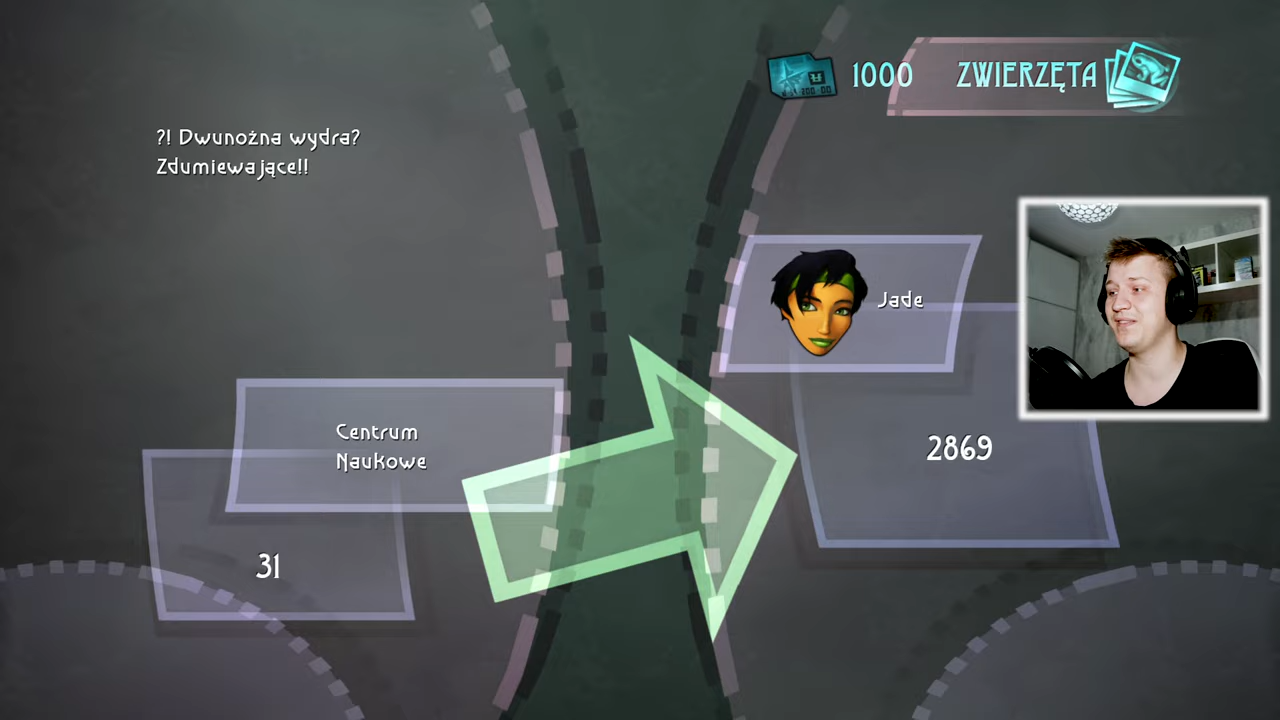 1000 ZWIERZĘTA
?! Dwunożna wydra?
Zdumiewające!!
Jade
Centrum
Naukowe
2869
31